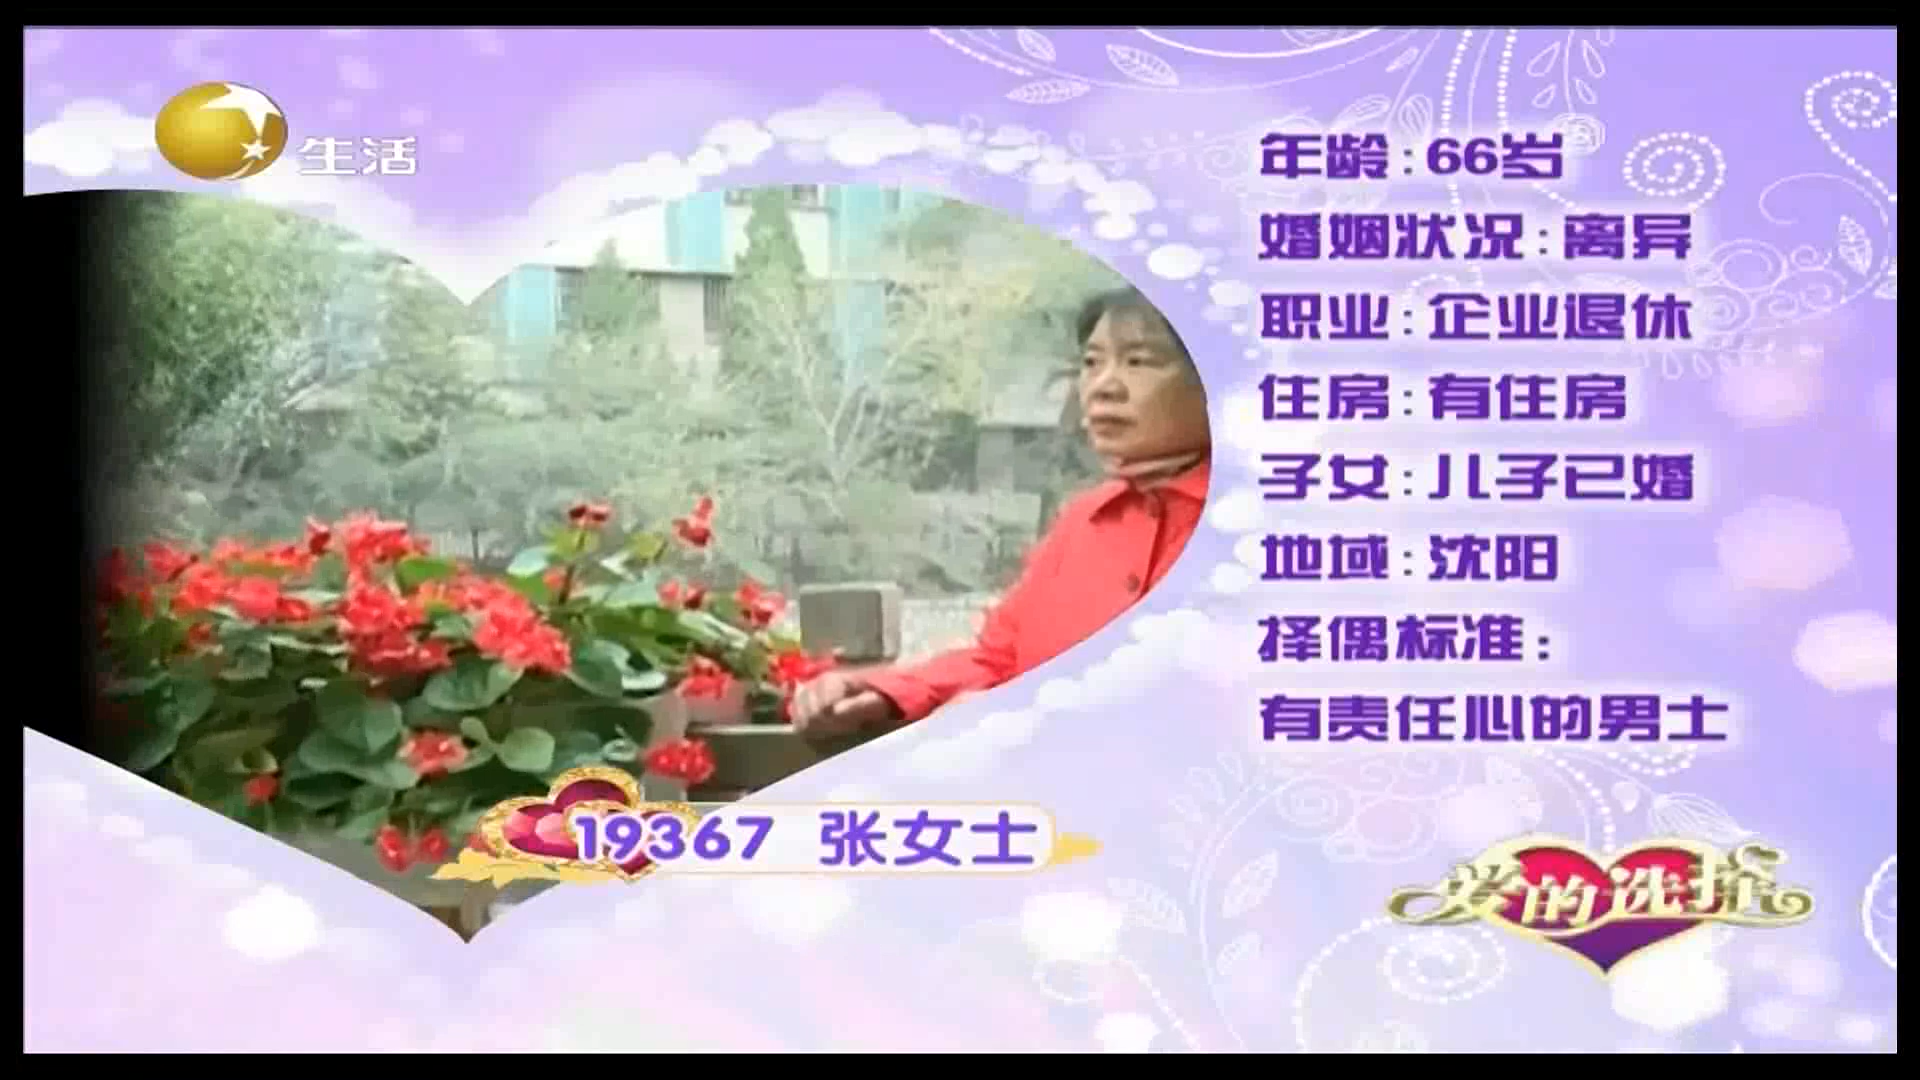 生活
年龄:66岁
婚姻状况:离异
职业:企业退休
住房:有住房
子女:儿子已婚
地域:沈阳
择偶标准:
有责任心的男士
19367 张女士
爱的选择